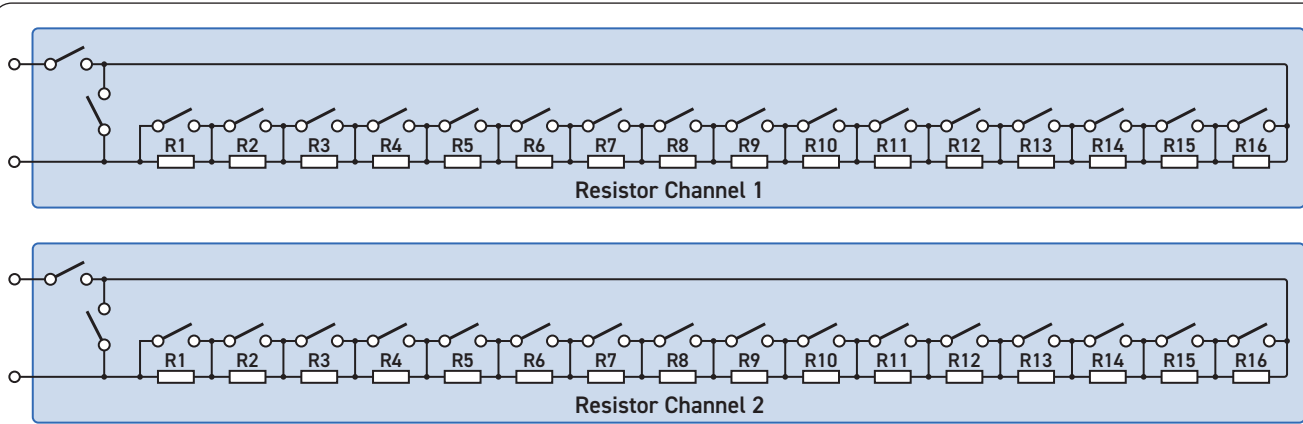 R1 R2 R3 R4 R5 R6 R7 R8 R9 R10 R11 R12 R13 R14 R15 R16
Resistor Channel 1
R1 R2 R3 R4 R5 R6 R7 R8 R9 R10 R11 R12 R13 R14 R15 R16
Resistor Channel 2